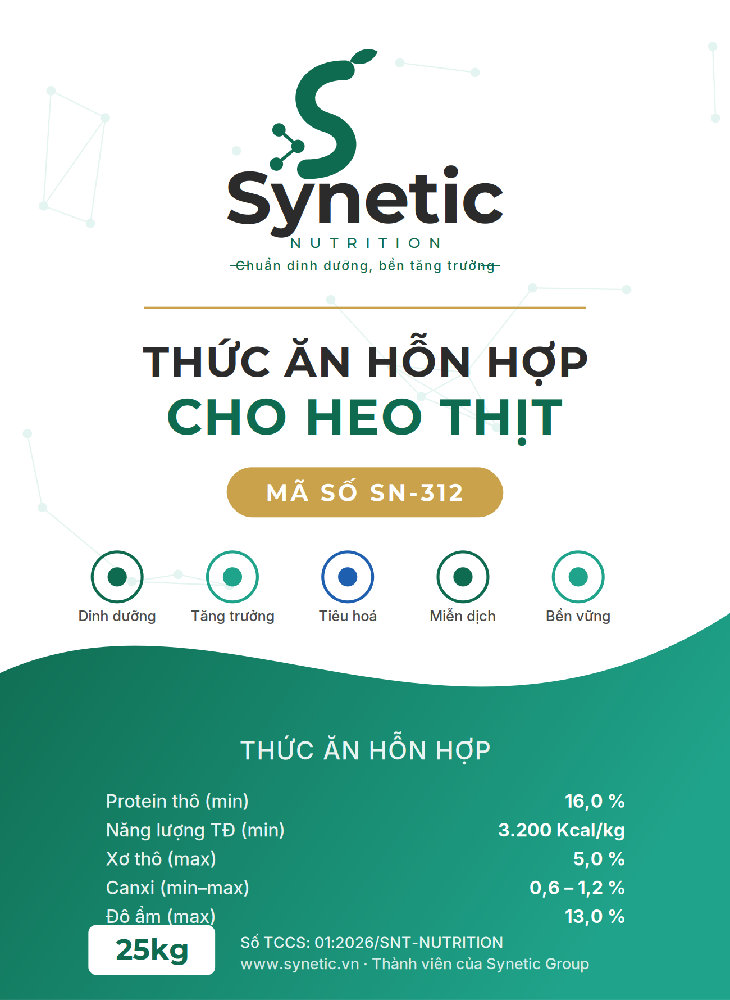 Synetic
NUTRITION
Chuẩn dinh dưỡng, bền tăng trưởng
THỨC ĂN HỖN HỢP
CHO HEO THỊT
MÃ SỐ SN-312
Dinh dưỡng
Tăng trưởng
Tiêu hoá
Miễn dịch
Bền vững
THỨC ĂN HỖN HỢP
Protein thô (min) 16,0 %
Năng lượng TĐ (min) 3.200 Kcal/kg
Xơ thô (max) 5,0 %
Canxi (min–max) 0,6 – 1,2 %
Độ ẩm (max) 13,0 %
25kg
Số TCCS: 01:2026/SNT-NUTRITION
www.synetic.vn · Thành viên của Synetic Group